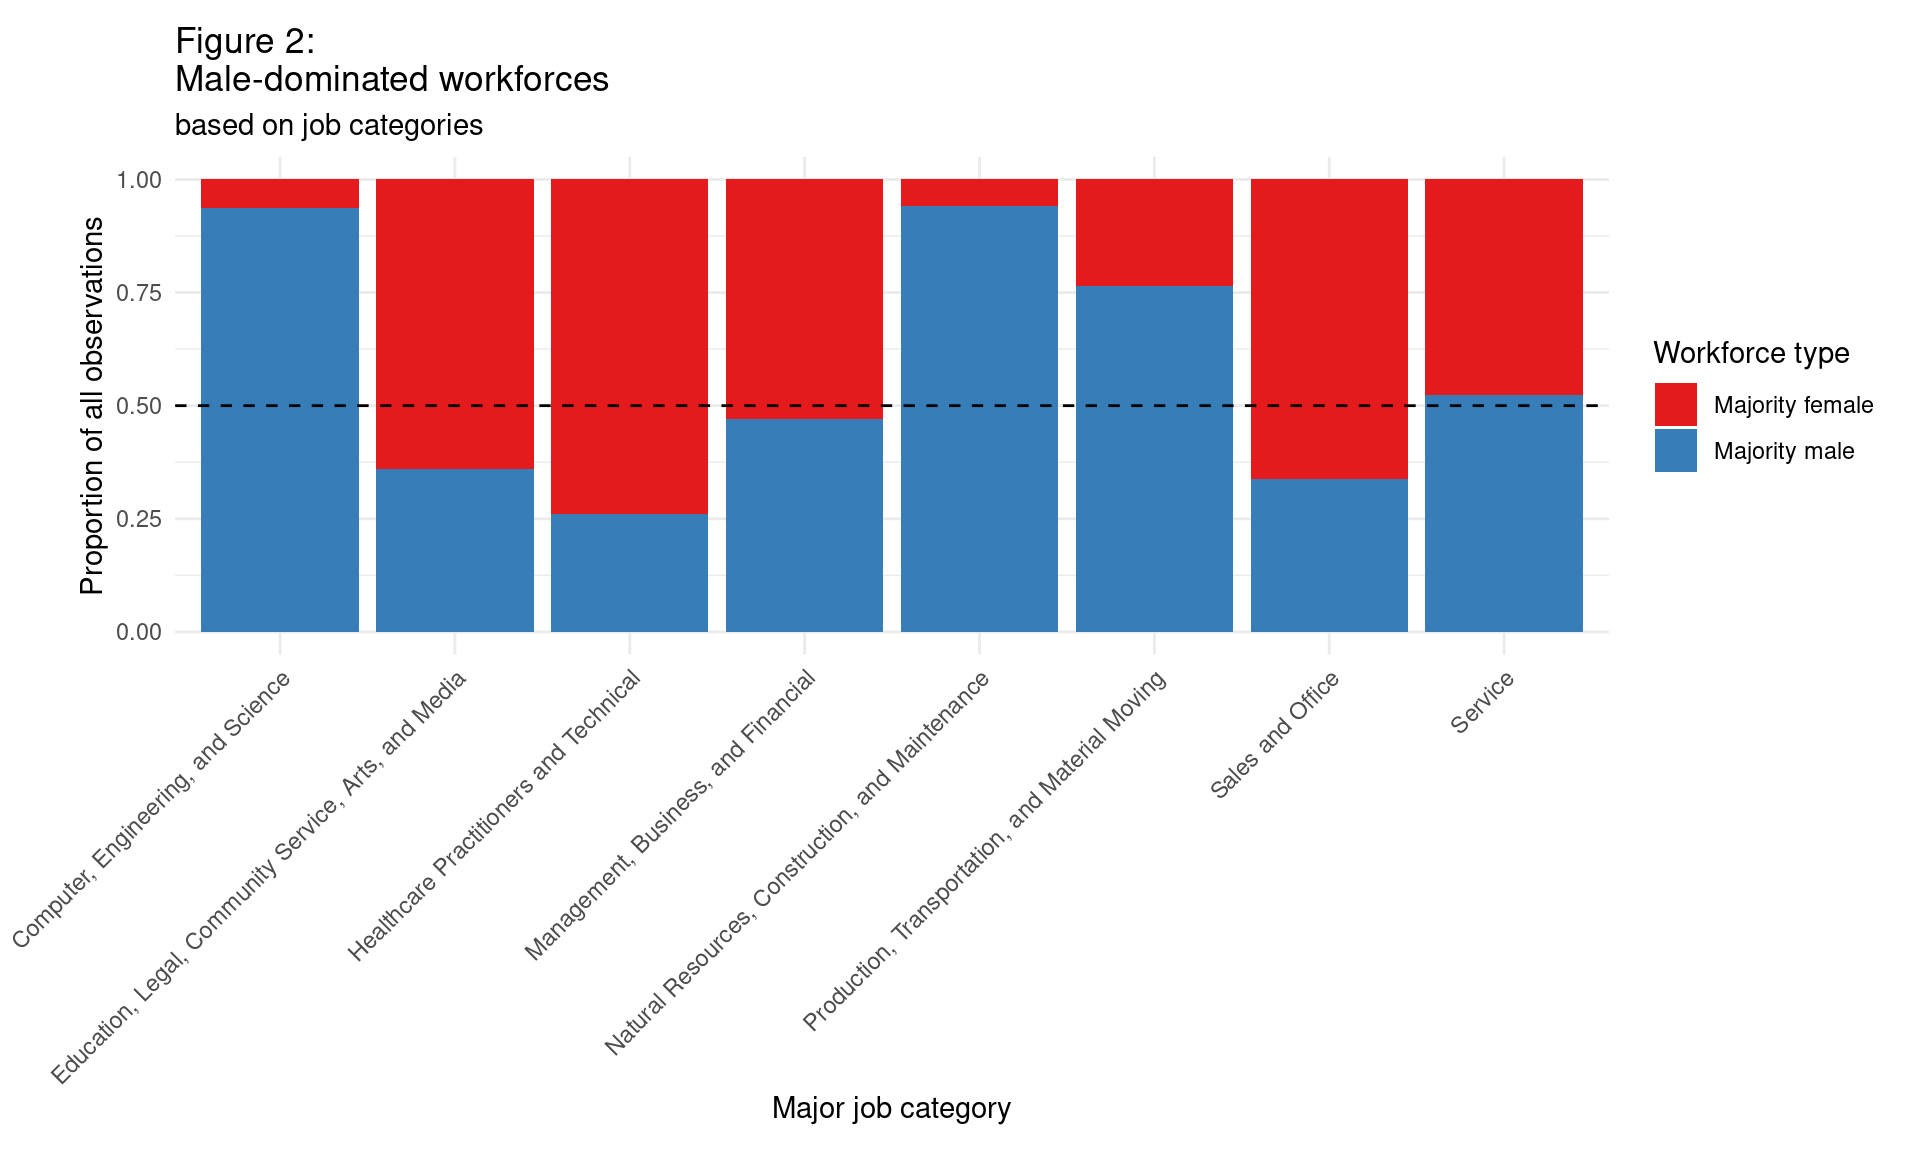 Figure 2:
Male-dominated workforces
based on job categories
Proportion of all observations
1.00
0.75
0.50
0.25
0.00
Computer, Engineering, and Science
Education, Legal, Community Service, Arts, and Media
Healthcare Practitioners and Technical
Management, Business, and Financial
Natural Resources, Construction, and Maintenance
Production, Transportation, and Material Moving
Sales and Office
Service
Major job category
Workforce type
Majority female
Majority male